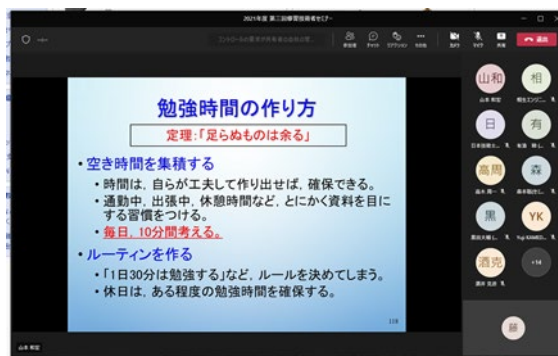 2021年度 第二回修習技術者セミナー
退出
勉強時間の作り方
定理:「足らぬものは余る」
・空き時間を集積する
・時間は,自らが工夫して作り出せば,確保できる。
・通勤中,出張中,休憩時間など,とにかく資料を目に
する習慣をつける。
・毎日,10分間考える。
・ルーティンを作る
・「1日30分は勉強する」など,ルールを決めてしまう。
・休日は,ある程度の勉強時間を確保する。
118
山和
相
日
有
高周
森
黒
YK
酒克
+14
藤